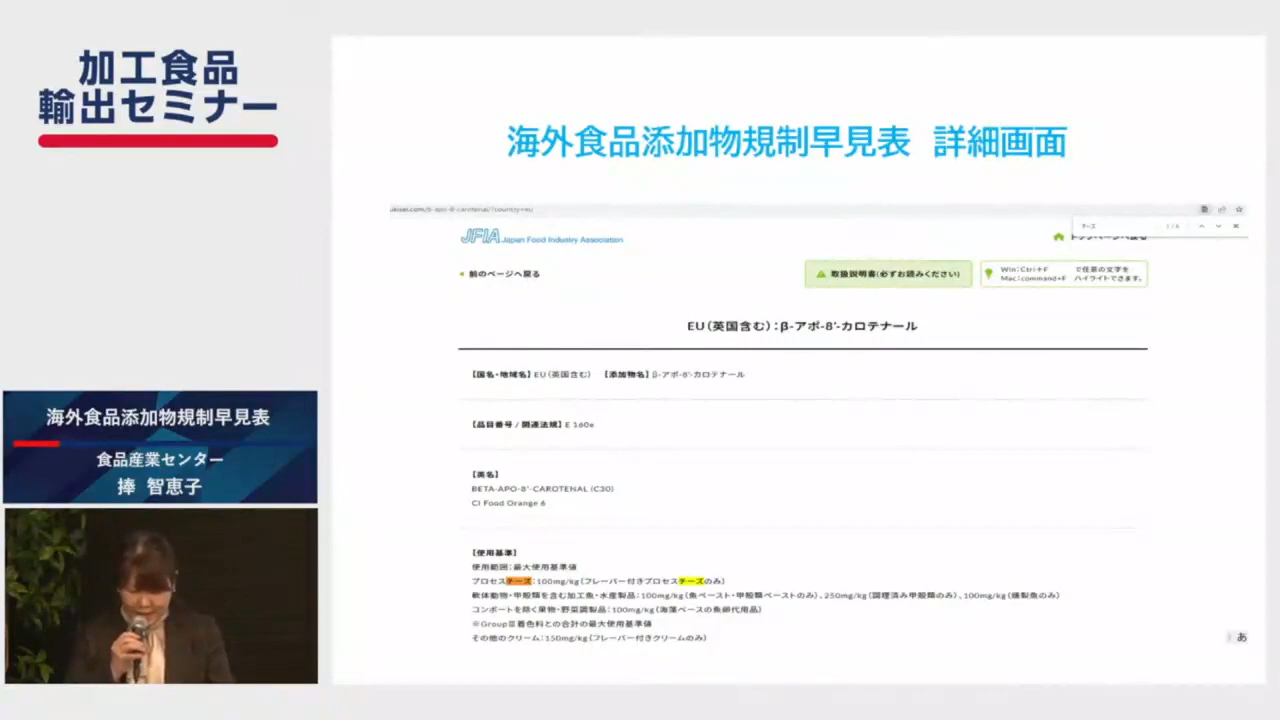 加工食品
輸出セミナー
海外食品添加物規制早見表
食品産業センター
捧 智恵子
海外食品添加物規制早見表 詳細画面
チーズ
JFIA Japan Food Industry Association
トップページへ戻る
前のページへ戻る
取扱説明書(必ずお読みください)
Win:Ctrl+F で任意の文字を
Mac:command+F ハイライトできます。
EU(英国含む):β-アポ-8'-カロテナール
【国名・地域名】EU(英国含む) 【添加物名】β-アポ-8'-カロテナール
【品目番号 / 関連法規】E 160e
【英名】
BETA-APO-8'-CAROTENAL (C30)
CI Food Orange 6
【使用基準】
使用範囲:最大使用基準値
プロセスチーズ:100mg/kg(フレーバー付きプロセスチーズのみ)
軟体動物・甲殻類を含む加工魚・水産製品:100mg/kg(魚ペースト・甲殻類ペーストのみ)、250mg/kg(調理済み甲殻類のみ)、100mg/kg(燻製魚のみ)
コンポートを除く果物・野菜調製品:100mg/kg(海藻ベースの魚卵代用品)
※GroupⅢ着色料との合計の最大使用基準値
その他のクリーム:150mg/kg(フレーバー付きクリームのみ)
あ